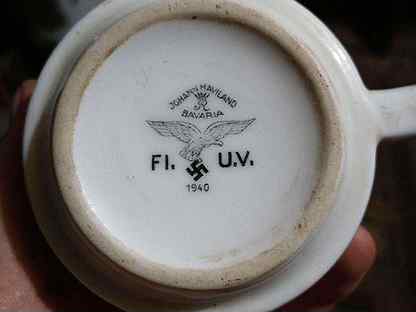 JOHANN HAVILAND
BAVARIA
Fl. U.V.
1940